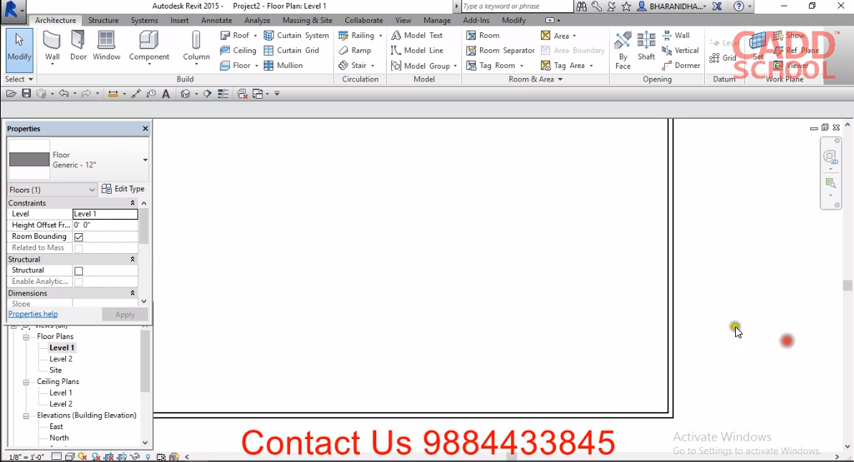 Autodesk Revit 2015 - Project2 - Floor Plan: Level 1
Type a keyword or phrase
BHARANIDHA...
Architecture Structure Systems Insert Annotate Analyze Massing & Site Collaborate View Manage Add-Ins Modify
Modify Wall Door Window Component Column
Roof Curtain System
Ceiling Curtain Grid
Floor Mullion
Railing
Ramp
Stair
Model Text
Model Line
Model Group
Room
Room Separator
Tag Room
Area
Area Boundary
Tag Area
By Face
Shaft
Wall
Vertical
Dormer
Grid
Set
Show
Ref Plane
Viewer
CADD SCHOOL
Select Build Circulation Model Room & Area Opening Datum Work Plane
Properties
Floor
Generic - 12"
Floors (1) Edit Type
Constraints
Level Level 1
Height Offset Fr... 0' 0"
Room Bounding
Related to Mass
Structural
Structural
Enable Analytic...
Dimensions
Slope
Properties help Apply
Views (all)
Floor Plans
Level 1
Level 2
Site
Ceiling Plans
Level 1
Level 2
Elevations (Building Elevation)
East
North
1/8" = 1'-0"
Contact Us 9884433845
Activate Windows
Go to Settings to activate Windows.